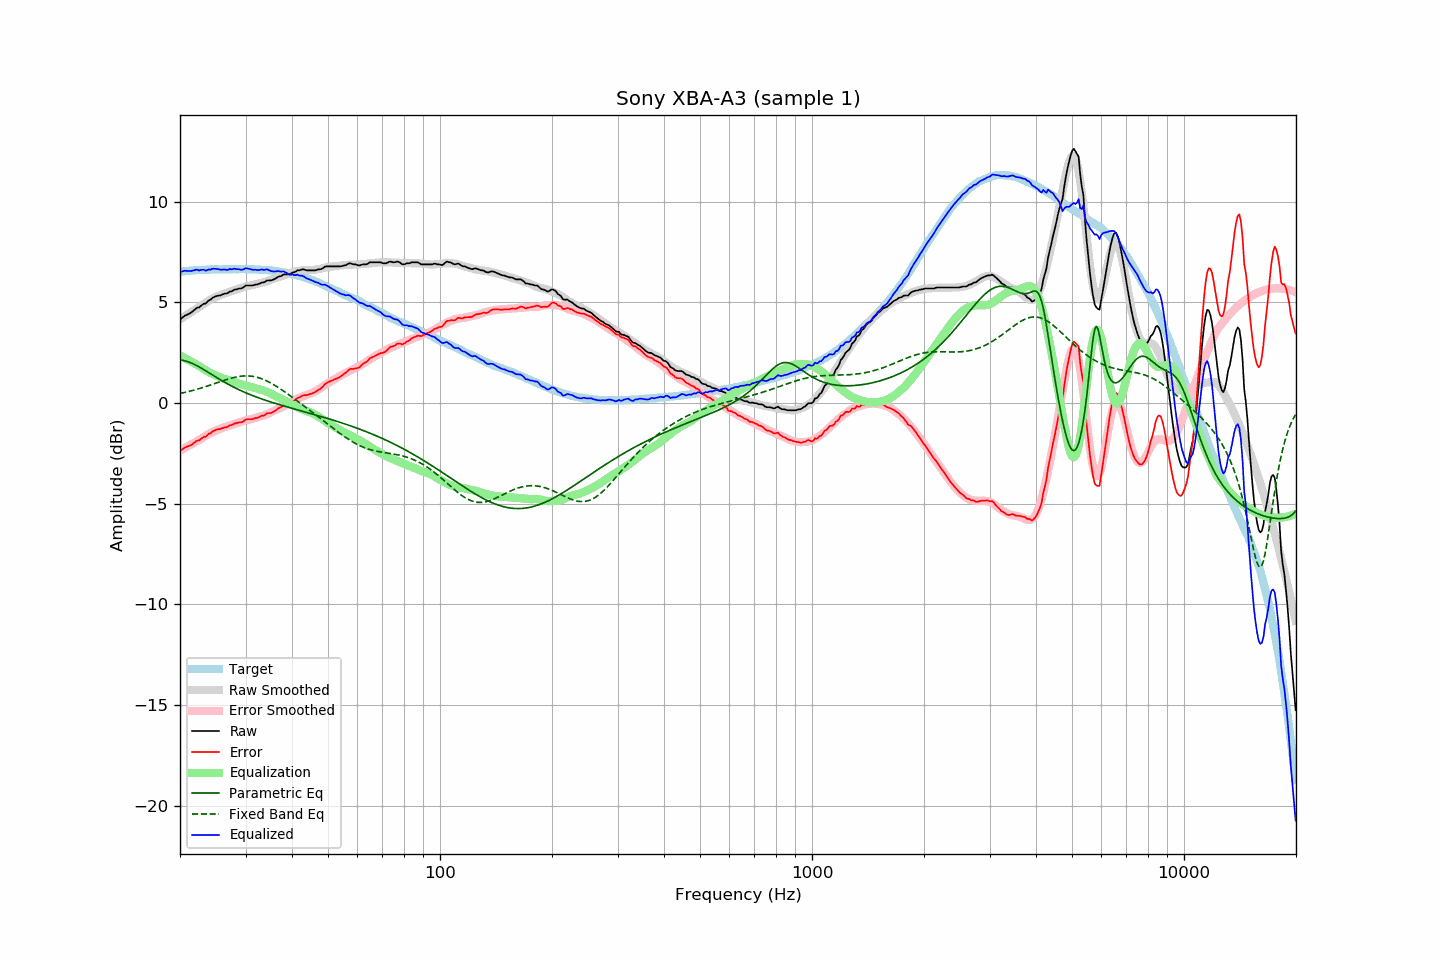 Sony XBA-A3 (sample 1)
Amplitude (dBr)
10
5
0
−5
−10
−15
−20
Target
Raw Smoothed
Error Smoothed
Raw
Error
Equalization
Parametric Eq
Fixed Band Eq
Equalized
100
1000
10000
Frequency (Hz)